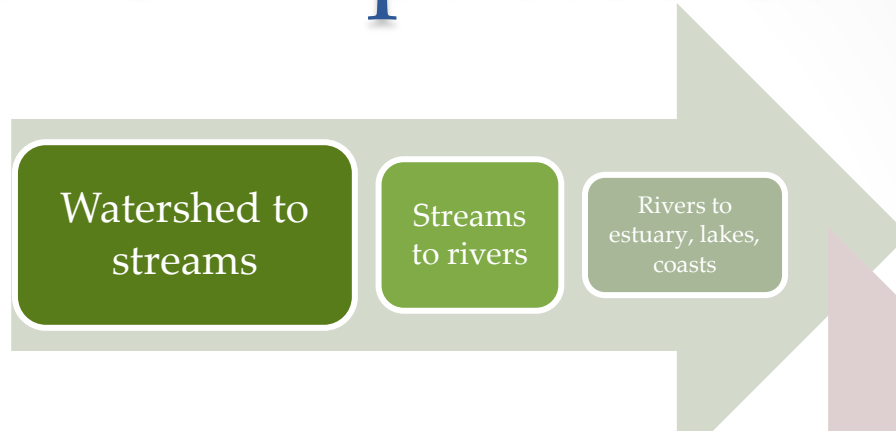 Watershed to
streams
Streams
to rivers
Rivers to
estuary, lakes,
coasts